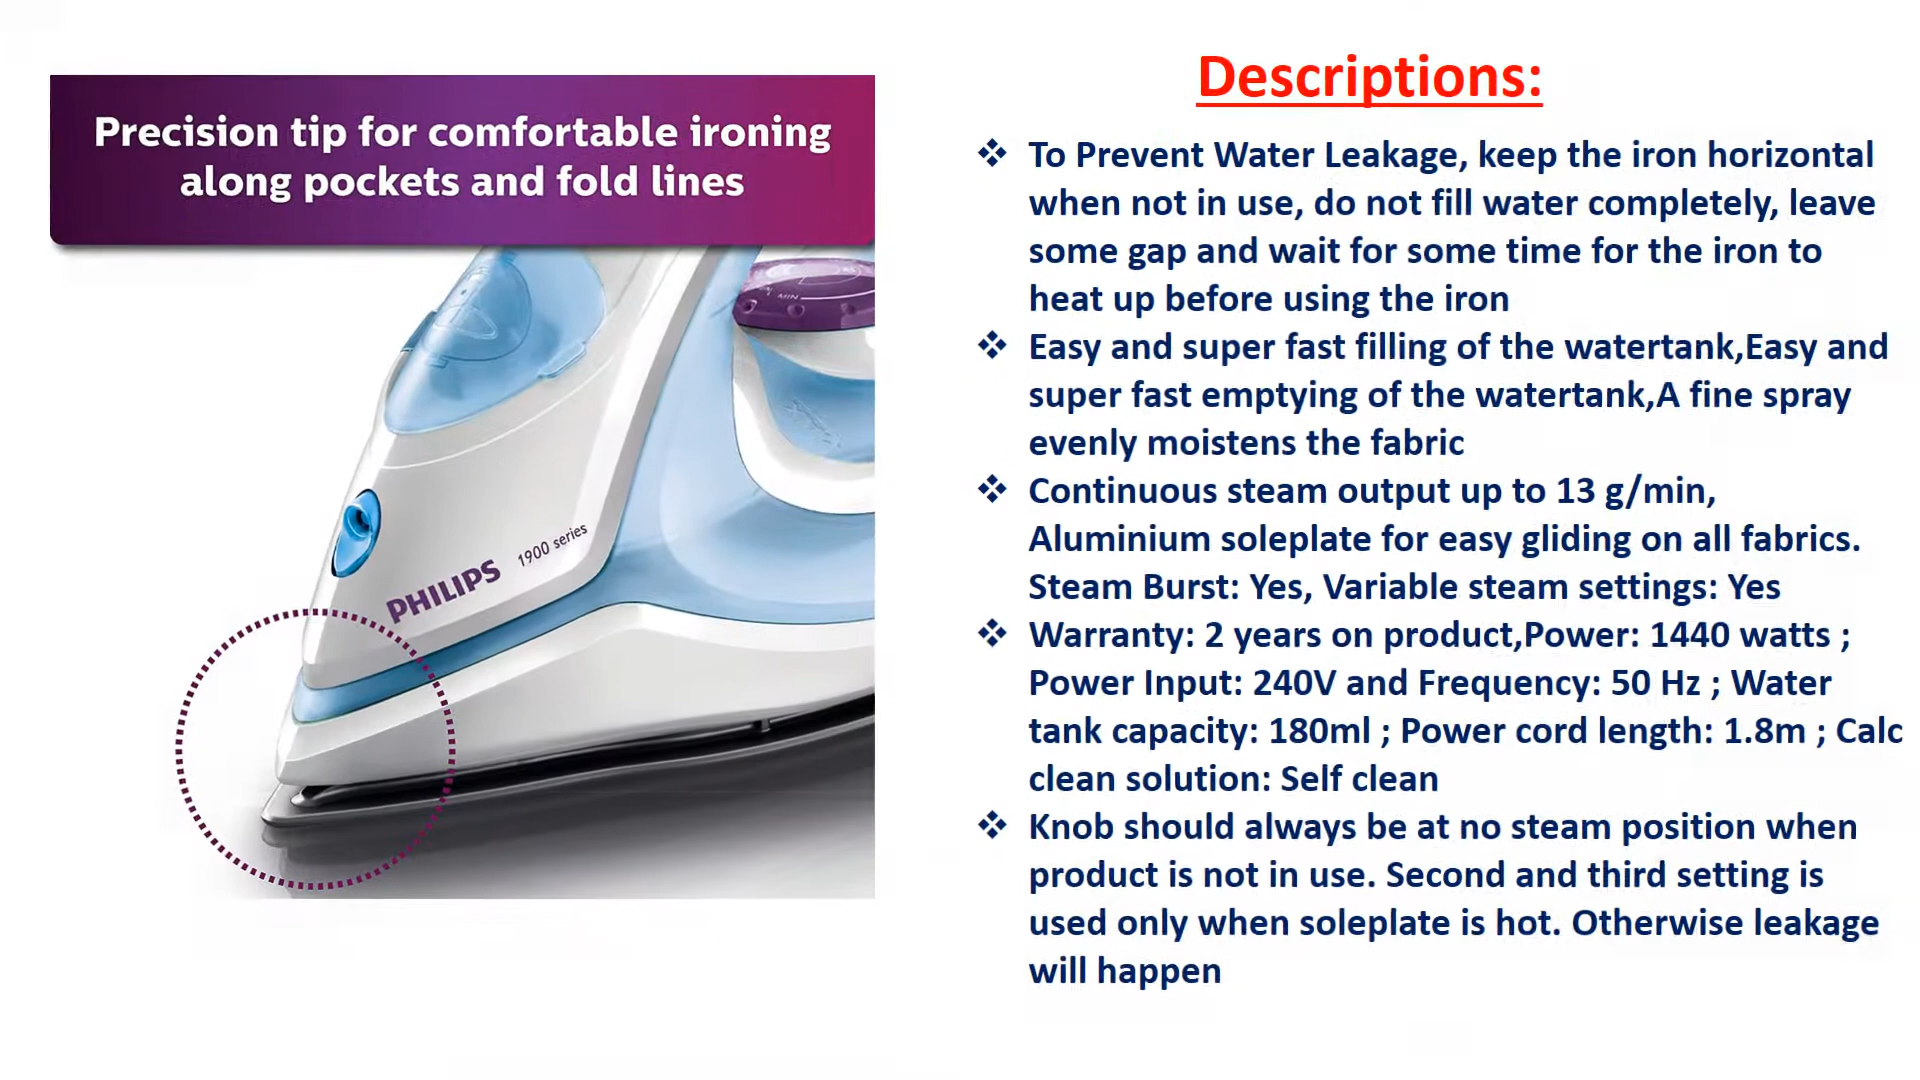 Precision tip for comfortable ironing
along pockets and fold lines
MIN
PHILIPS 1900 series
Descriptions:
❖ To Prevent Water Leakage, keep the iron horizontal
when not in use, do not fill water completely, leave
some gap and wait for some time for the iron to
heat up before using the iron
❖ Easy and super fast filling of the watertank,Easy and
super fast emptying of the watertank,A fine spray
evenly moistens the fabric
❖ Continuous steam output up to 13 g/min,
Aluminium soleplate for easy gliding on all fabrics.
Steam Burst: Yes, Variable steam settings: Yes
❖ Warranty: 2 years on product,Power: 1440 watts ;
Power Input: 240V and Frequency: 50 Hz ; Water
tank capacity: 180ml ; Power cord length: 1.8m ; Calc
clean solution: Self clean
❖ Knob should always be at no steam position when
product is not in use. Second and third setting is
used only when soleplate is hot. Otherwise leakage
will happen